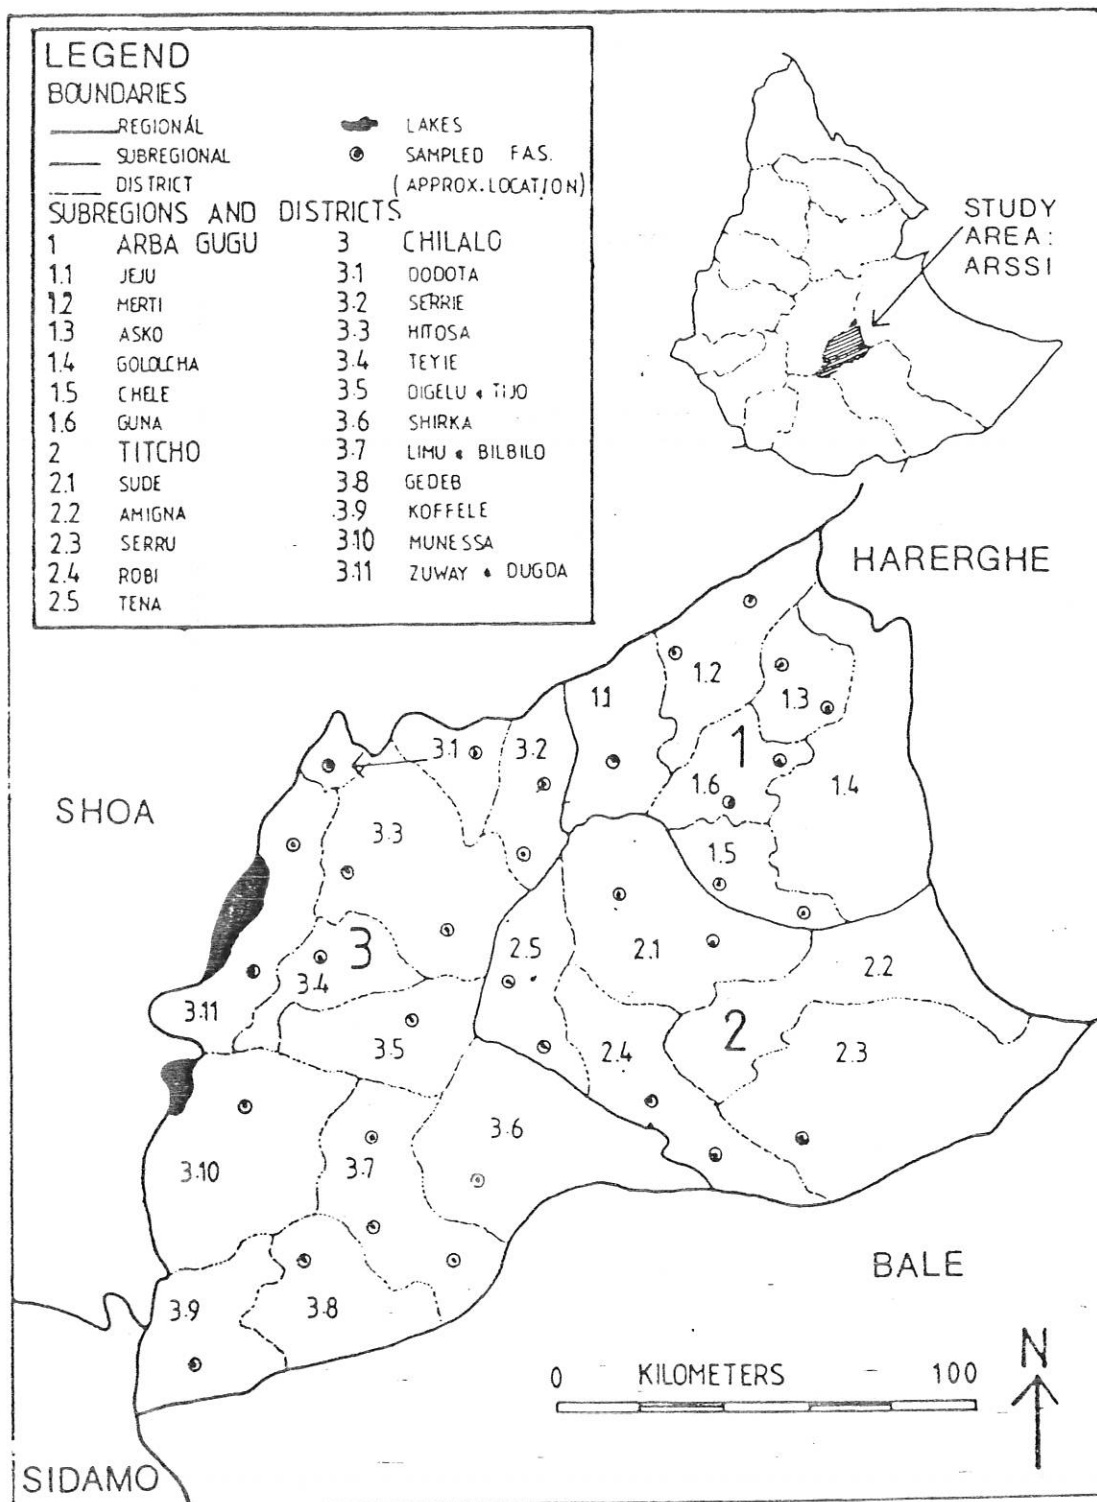 LEGEND
BOUNDARIES
REGIONAL
SUBREGIONAL
DISTRICT
LAKES
SAMPLED F.A.S.
(APPROX.LOCATION)
SUBREGIONS AND DISTRICTS
1 ARBA GUGU
1.1 JEJU
1.2 MERTI
1.3 ASKO
1.4 GOLOLCHA
1.5 CHELE
1.6 GUNA
2 TITCHO
2.1 SUDE
2.2 AMIGNA
2.3 SERRU
2.4 ROBI
2.5 TENA
3 CHILALO
3.1 DODOTA
3.2 SERRIE
3.3 HITOSA
3.4 TEYIE
3.5 DIGELU & TIJO
3.6 SHIRKA
3.7 LIMU & BILBILO
3.8 GEDEB
3.9 KOFFELE
3.10 MUNESSA
3.11 ZUWAY & DUGDA
STUDY
AREA:
ARSSI
HARERGHE
1.2
1.3
1.1
3.1
3.2
1
1.6
1.4
SHOA
3.3
1.5
3
2.5
2.1
2.2
3.4
3.11
3.5
2.4
2
2.3
3.6
3.10
3.7
BALE
3.9
3.8
N
0 KILOMETERS 100
SIDAMO